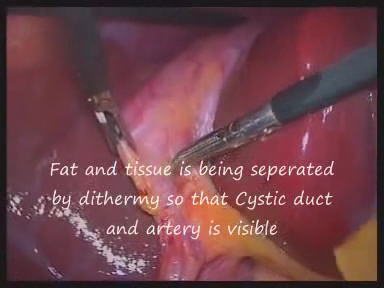 Fat and tissue is being seperated
by dithermy so that Cystic duct
and artery is visible